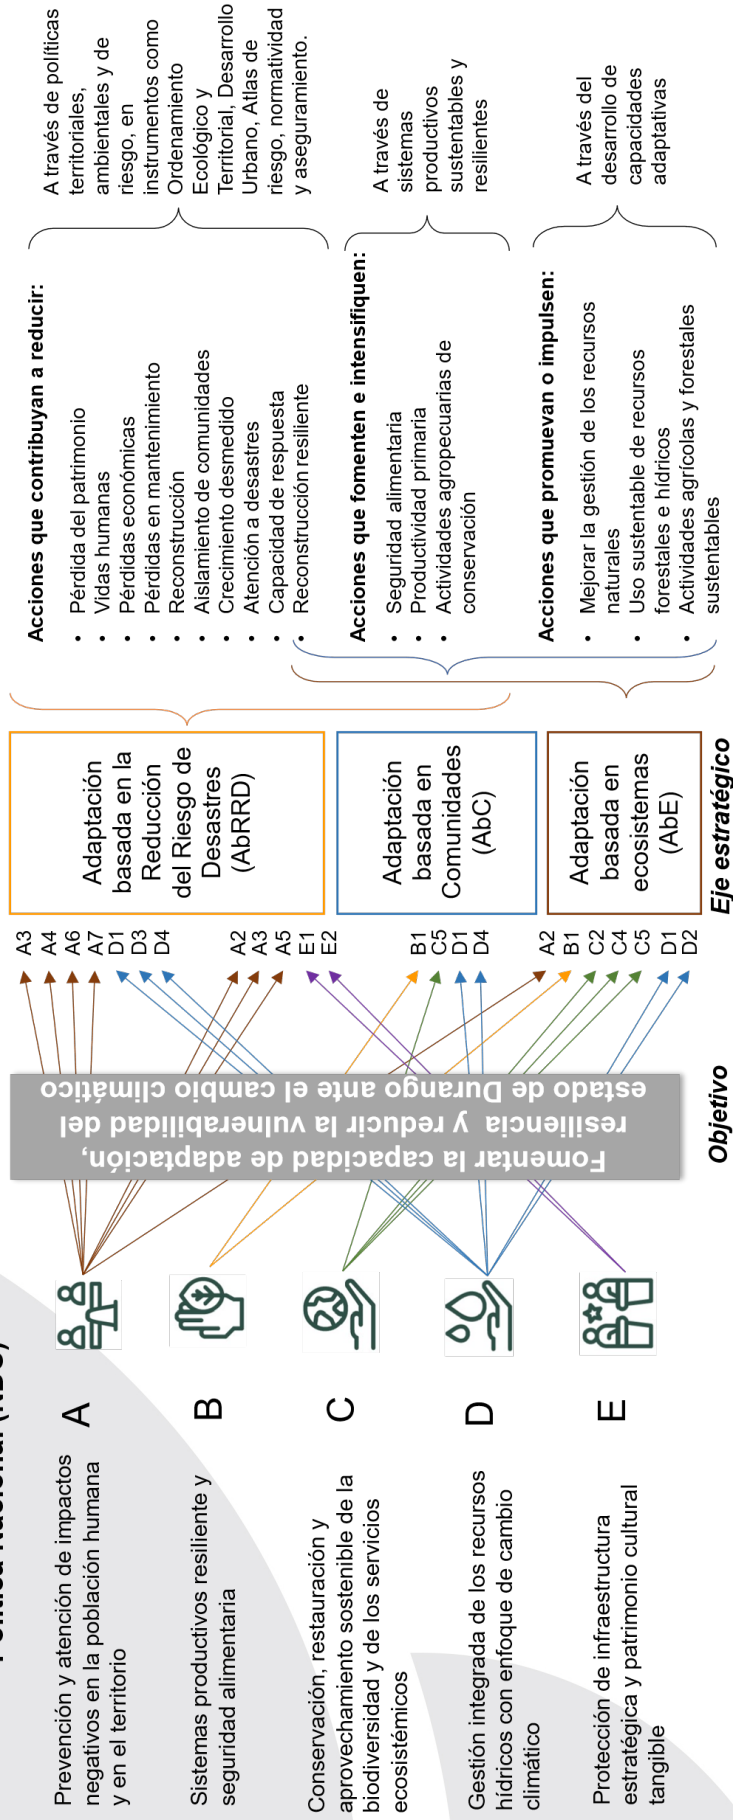 Política Nacional (NDC)
Prevención y atención de impactos
negativos en la población humana
y en el territorio
A
Sistemas productivos resiliente y
seguridad alimentaria
B
Conservación, restauración y
aprovechamiento sostenible de la
biodiversidad y de los servicios
ecosistémicos
C
Gestión integrada de los recursos
hídricos con enfoque de cambio
climático
D
Protección de infraestructura
estratégica y patrimonio cultural
tangible
E
Fomentar la capacidad de adaptación,
resiliencia y reducir la vulnerabilidad del
estado de Durango ante el cambio climático
Objetivo
A3
A4
A6
A7
D1
D3
D4
A2
A3
A5
E1
E2
B1
C5
D1
D4
A2
B1
C2
C4
C5
D1
D2
Adaptación
basada en la
Reducción
del Riesgo de
Desastres
(AbRRD)
Adaptación
basada en
Comunidades
(AbC)
Adaptación
basada en
ecosistemas
(AbE)
Eje estratégico
Acciones que contribuyan a reducir:
• Pérdida del patrimonio
• Vidas humanas
• Pérdidas económicas
• Pérdidas en mantenimiento
• Reconstrucción
• Aislamiento de comunidades
• Crecimiento desmedido
• Atención a desastres
• Capacidad de respuesta
• Reconstrucción resiliente
Acciones que fomenten e intensifiquen:
• Seguridad alimentaria
• Productividad primaria
• Actividades agropecuarias de
conservación
Acciones que promuevan o impulsen:
• Mejorar la gestión de los recursos
naturales
• Uso sustentable de recursos
forestales e hídricos
• Actividades agrícolas y forestales
sustentables
A través de políticas
territoriales,
ambientales y de
riesgo, en
instrumentos como
Ordenamiento
Ecológico y
Territorial, Desarrollo
Urbano, Atlas de
riesgo, normatividad
y aseguramiento.
A través de
sistemas
productivos
sustentables y
resilientes
A través del
desarrollo de
capacidades
adaptativas